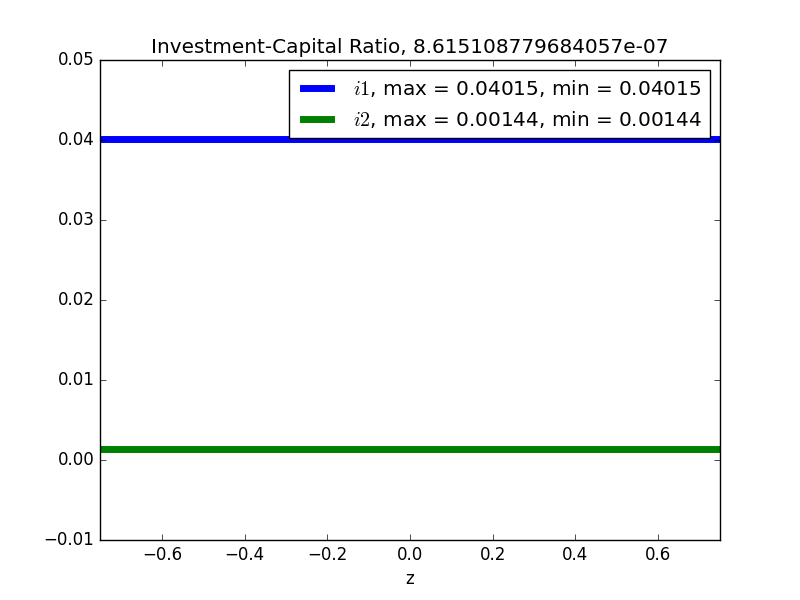 Investment-Capital Ratio, 8.615108779684057e-07
i1, max = 0.04015, min = 0.04015
i2, max = 0.00144, min = 0.00144
0.05
0.04
0.03
0.02
0.01
0.00
−0.01
−0.6 −0.4 −0.2 0.0 0.2 0.4 0.6
z